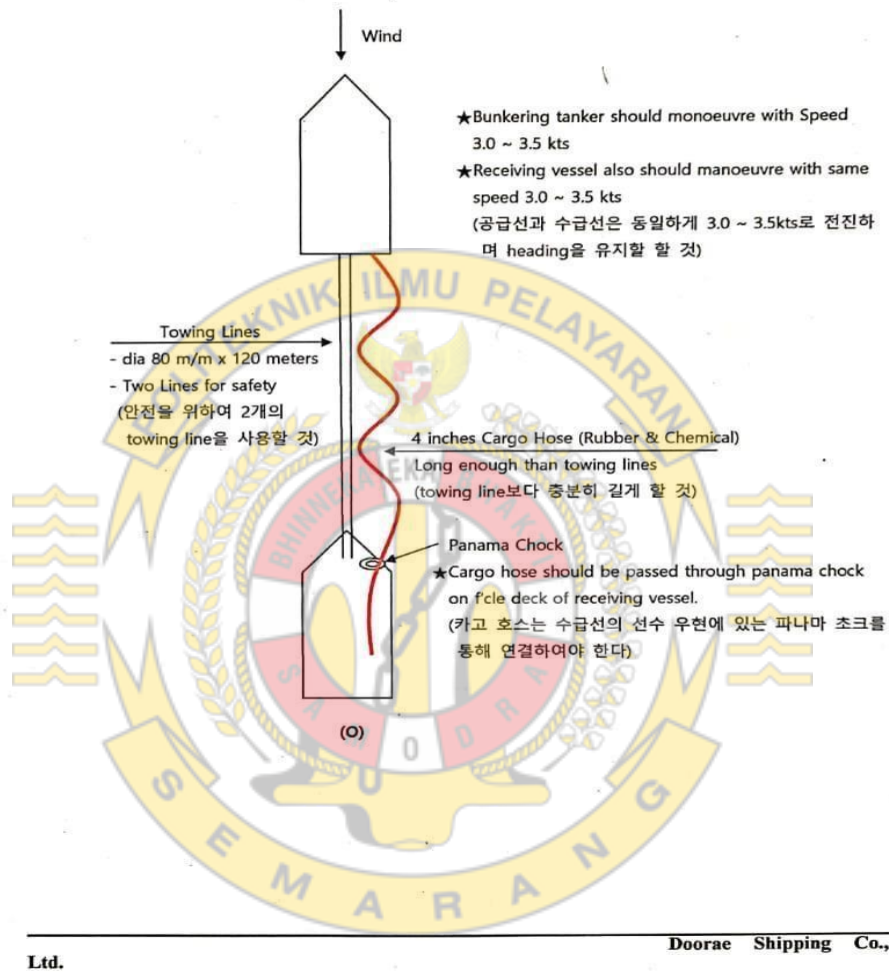 Wind
★Bunkering tanker should monoeuvre with Speed
3.0 ~ 3.5 kts
★Receiving vessel also should manoeuvre with same
speed 3.0 ~ 3.5 kts
(공급선과 수급선은 동일하게 3.0 ~ 3.5kts로 전진하
며 heading을 유지할 할 것)
POLITEKNIK ILMU PELAYARAN
Towing Lines
- dia 80 m/m x 120 meters
- Two Lines for safety
(안전을 위하여 2개의
towing line을 사용할 것)
4 inches Cargo Hose (Rubber & Chemical)
Long enough than towing lines
(towing line보다 충분히 길게 할 것)
BHINNEKA EKA BHAKTI
Panama Chock
★Cargo hose should be passed through panama chock
on f'cle deck of receiving vessel.
(카고 호스는 수급선의 선수 우현에 있는 파나마 초크를
통해 연결하여야 한다)
(O)
SAMODRA
SEMARANG
Doorae Shipping Co.,
Ltd.